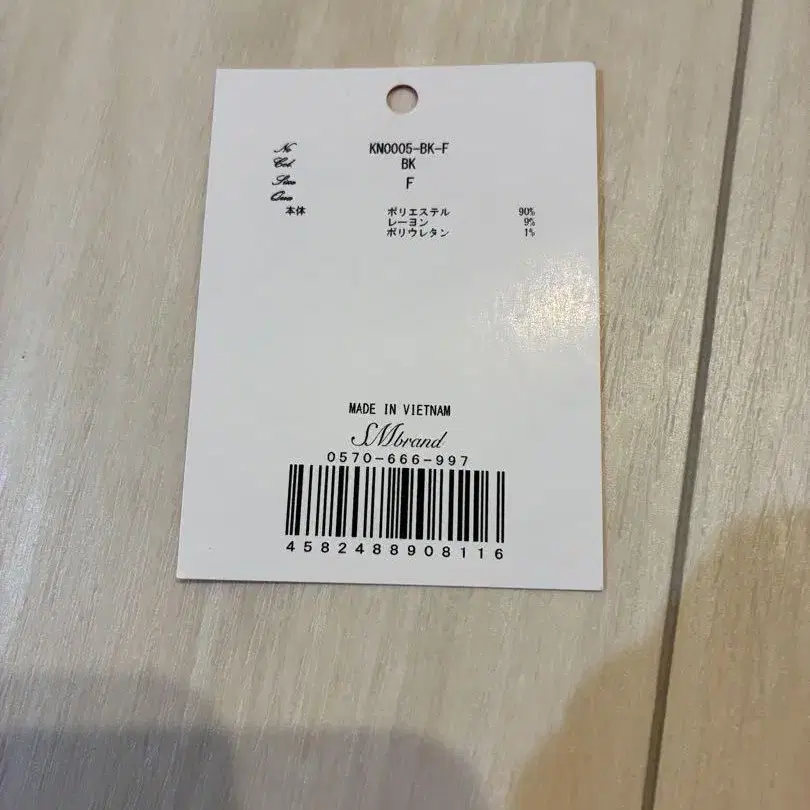 No KN0005-BK-F
Col. BK
Size F
Qua
本体 ポリエステル 90%
レーヨン 9%
ポリウレタン 1%
MADE IN VIETNAM
SMbrand
0570-666-997
4582488908116